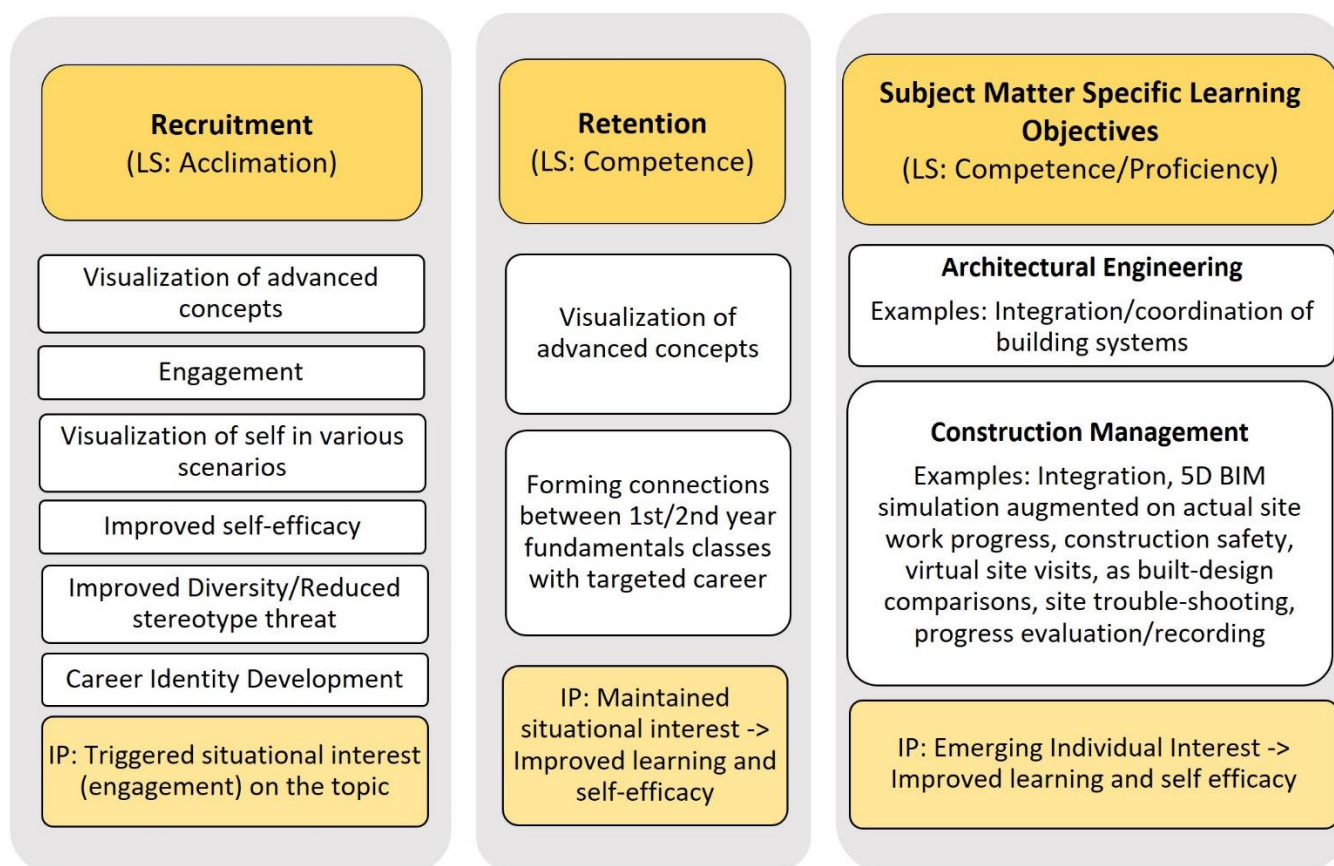 Recruitment
(LS: Acclimation)
Visualization of advanced
concepts
Engagement
Visualization of self in various
scenarios
Improved self-efficacy
Improved Diversity/Reduced
stereotype threat
Career Identity Development
IP: Triggered situational interest
(engagement) on the topic
Retention
(LS: Competence)
Visualization of
advanced concepts
Forming connections
between 1st/2nd year
fundamentals classes
with targeted career
IP: Maintained
situational interest ->
Improved learning and
self-efficacy
Subject Matter Specific Learning
Objectives
(LS: Competence/Proficiency)
Architectural Engineering
Examples: Integration/coordination of
building systems
Construction Management
Examples: Integration, 5D BIM
simulation augmented on actual site
work progress, construction safety,
virtual site visits, as built-design
comparisons, site trouble-shooting,
progress evaluation/recording
IP: Emerging Individual Interest ->
Improved learning and self efficacy